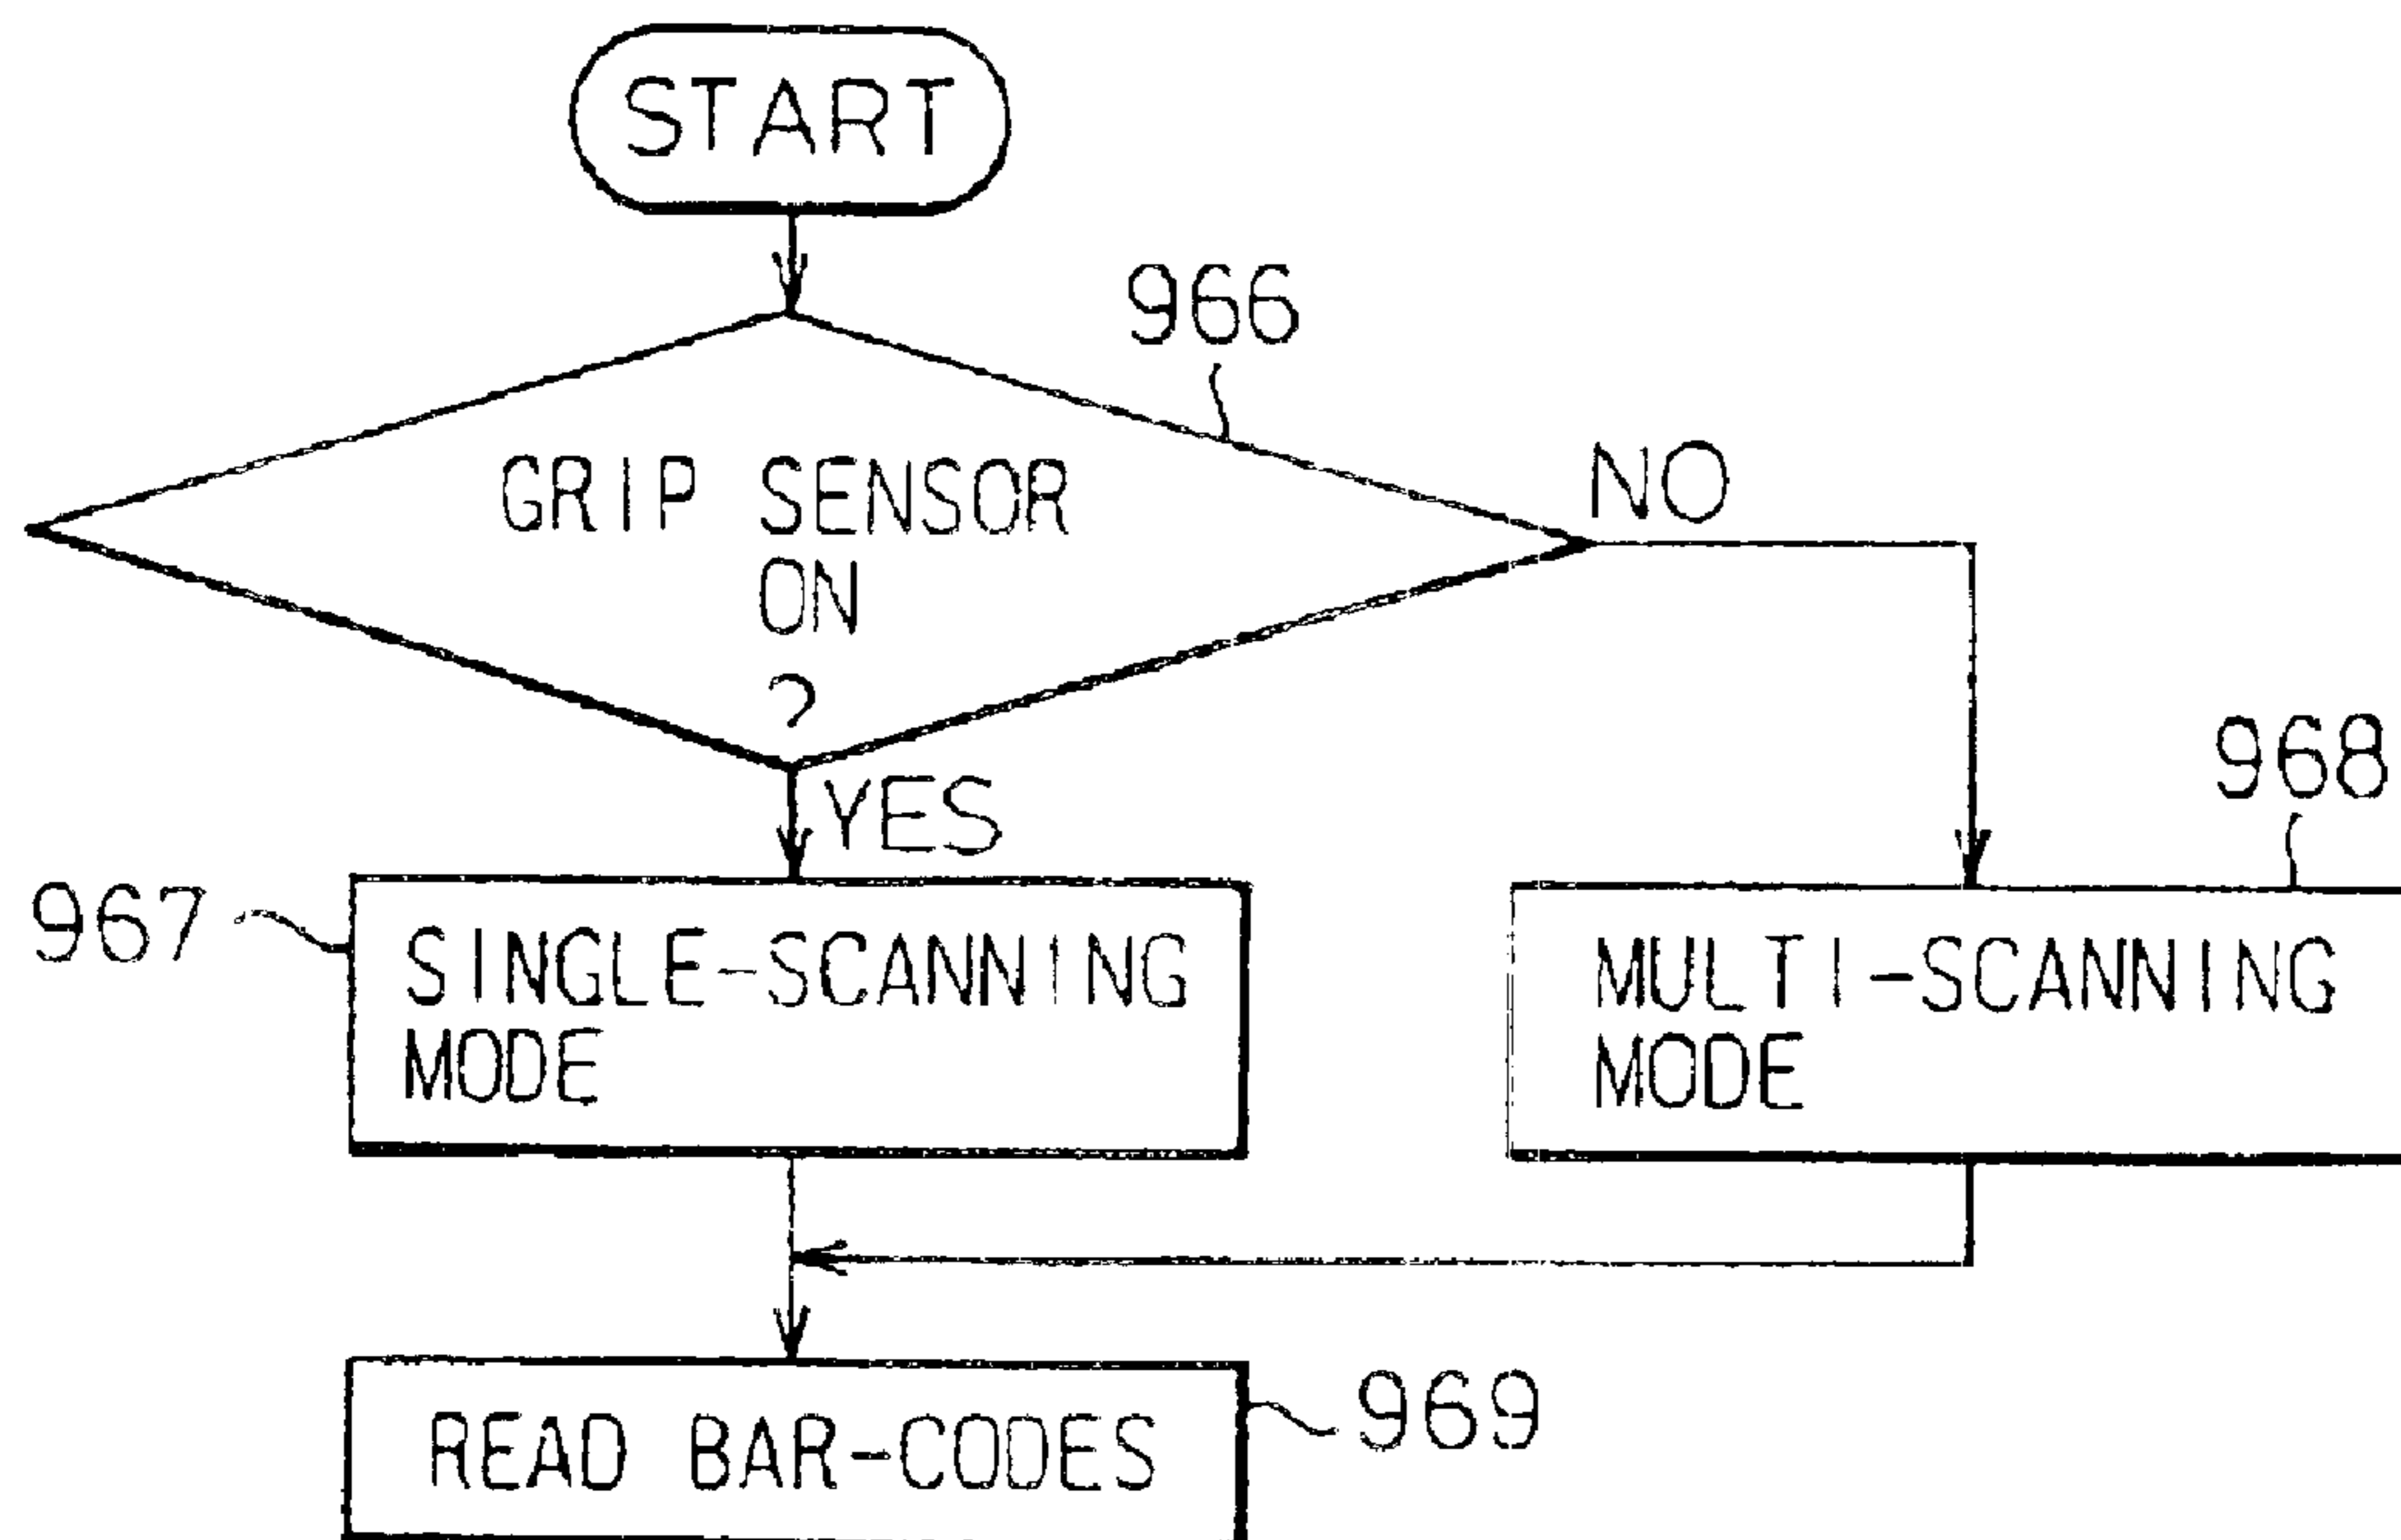 START
966
GRIP SENSOR
ON
?
NO
YES
968
967
SINGLE-SCANNING
MODE
MULTI-SCANNING
MODE
READ BAR-CODES
969